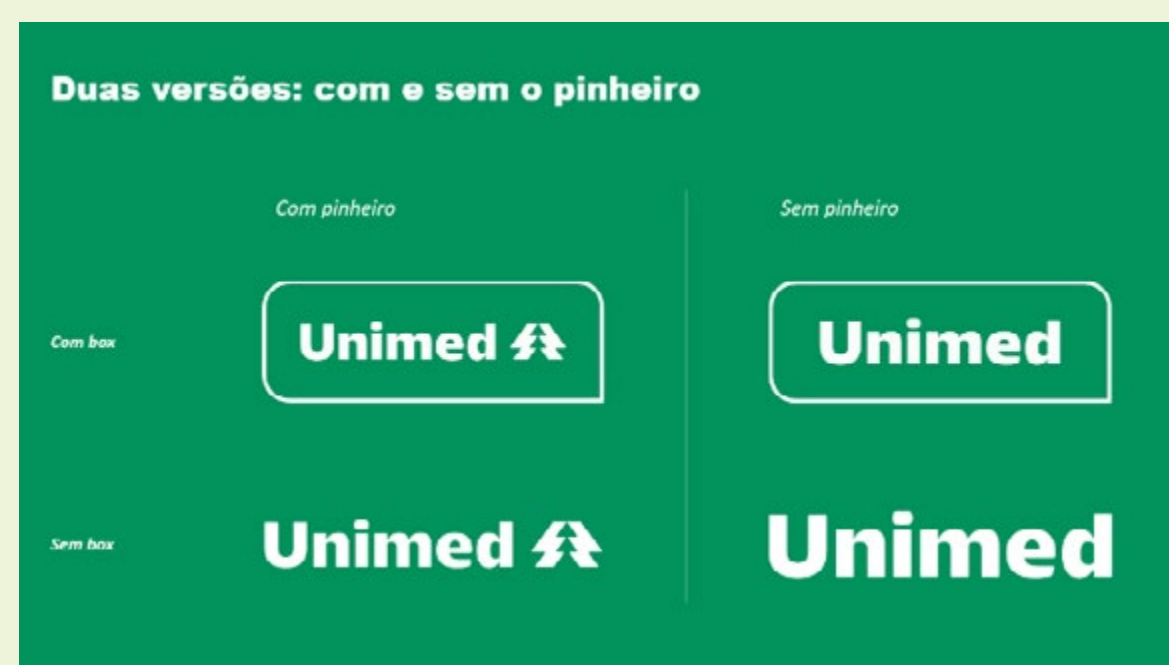 Duas versões: com e sem o pinheiro
Com pinheiro
Sem pinheiro
Com box
Unimed
Unimed
Sem box
Unimed
Unimed